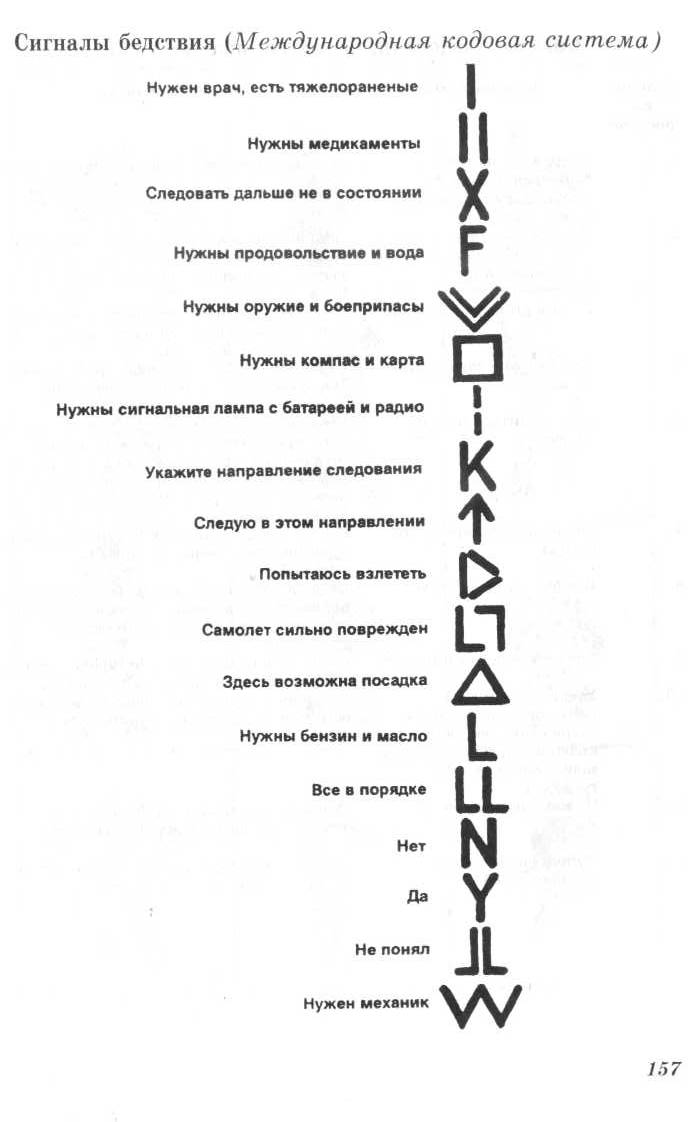 Сигналы бедствия (Международная кодовая система)
Нужен врач, есть тяжелораненые I
Нужны медикаменты II
Следовать дальше не в состоянии X
Нужны продовольствие и вода F
Нужны оружие и боеприпасы
Нужны компас и карта
Нужны сигнальная лампа с батареей и радио
Укажите направление следования K
Следую в этом направлении ↑
Попытаюсь взлететь
Самолет сильно поврежден
Здесь возможна посадка
Нужны бензин и масло L
Все в порядке LL
Нет N
Да Y
Не понял
Нужен механик W
157